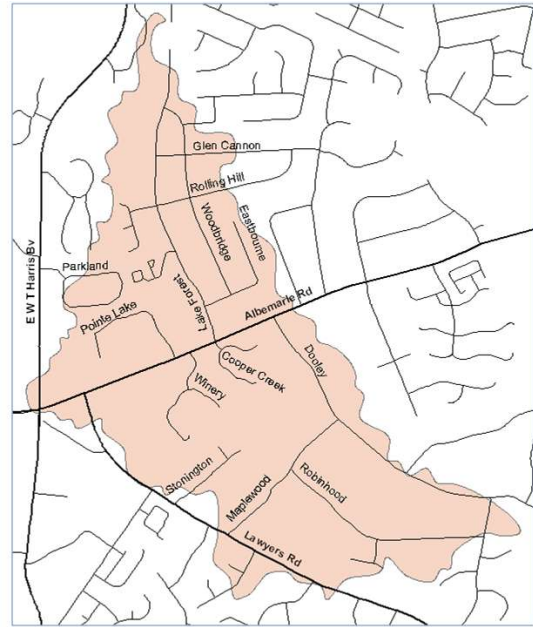 Glen Cannon
Rolling Hill
Woodbridge
Eastbourne
E W T Harris Bv
Parkland
Lake Forest
Albemarle Rd
Pointe Lake
Cooper Creek
Dooley
Winery
Stonington
Maplewood
Robinhood
Lawyers Rd